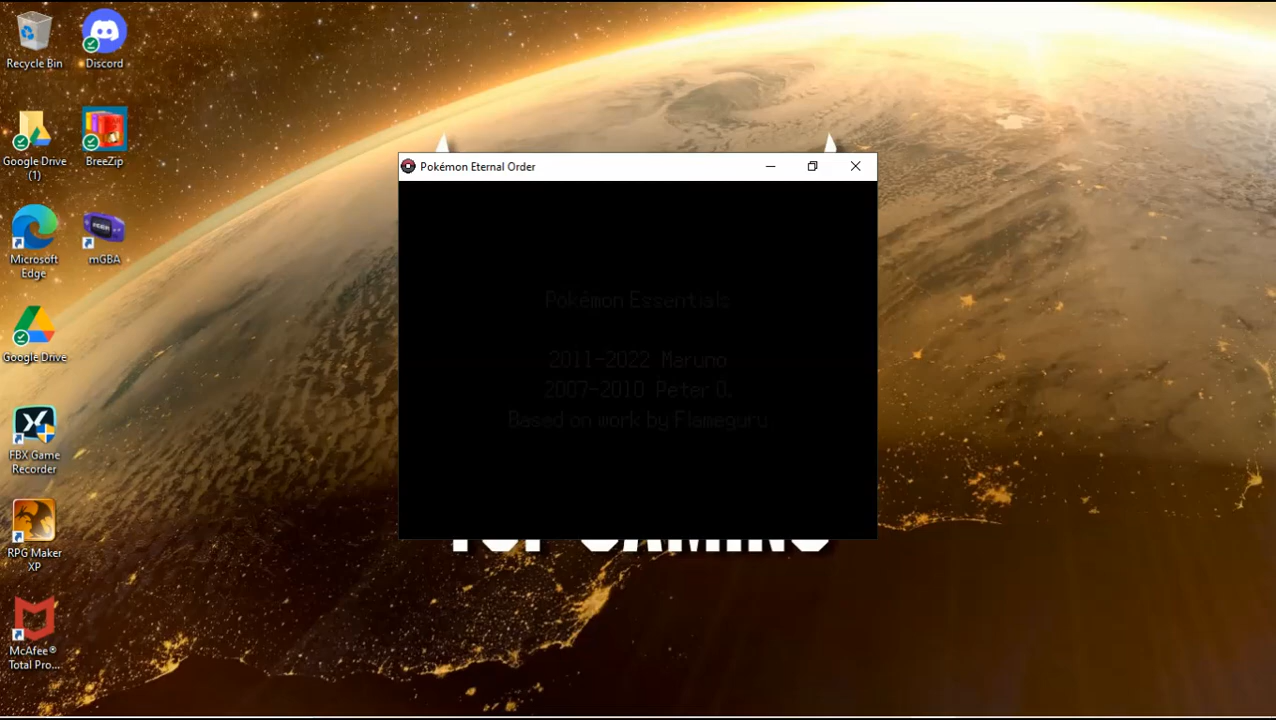 Recycle Bin
Discord
Google Drive
(1)
BreeZip
Microsoft
Edge
mGBA
Google Drive
FBX Game
Recorder
RPG Maker
XP
McAfee®
Total Pro...
Pokémon Eternal Order
Pokémon Essentials
2011-2022 Maruno
2007-2010 Peter O.
Based on work by Flameguru
GAMING